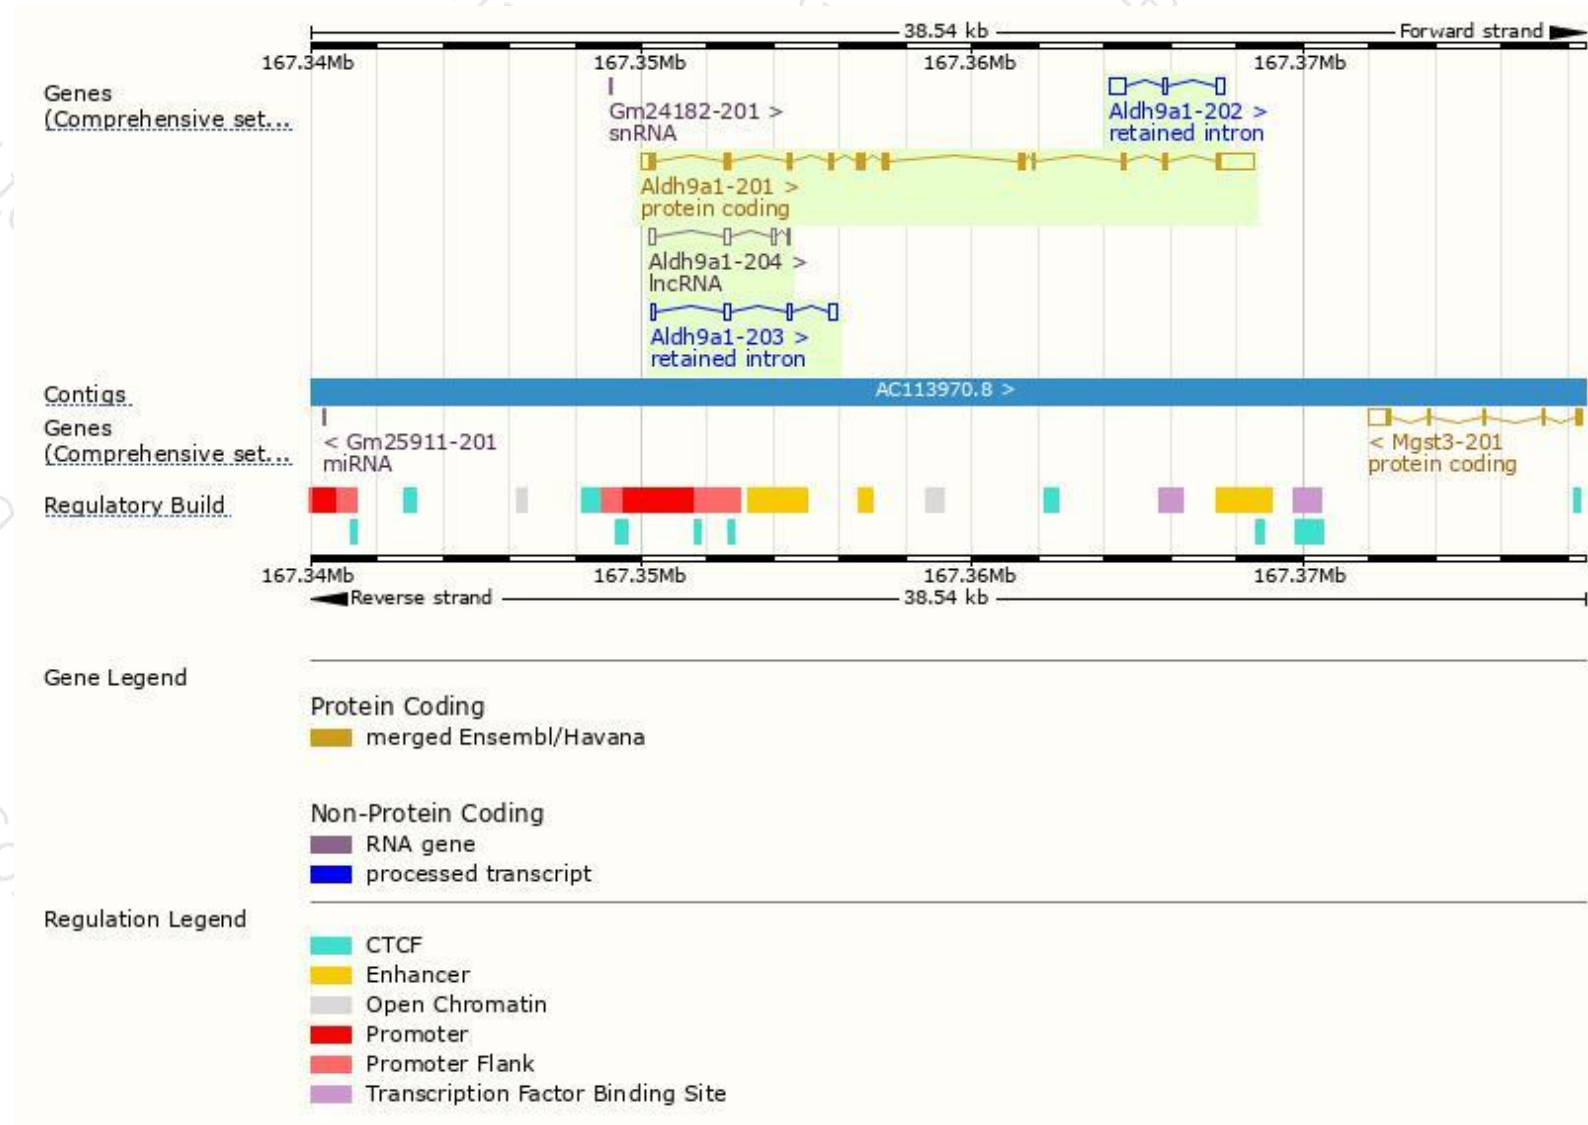 38.54 kb
Forward strand
167.34Mb 167.35Mb 167.36Mb 167.37Mb
Genes
(Comprehensive set...
Gm24182-201 >
snRNA
Aldh9a1-202 >
retained intron
Aldh9a1-201 >
protein coding
Aldh9a1-204 >
lncRNA
Aldh9a1-203 >
retained intron
Contigs
AC113970.8 >
Genes
(Comprehensive set...
< Gm25911-201
miRNA
< Mgst3-201
protein coding
Regulatory Build
167.34Mb 167.35Mb 167.36Mb 167.37Mb
Reverse strand
38.54 kb
Gene Legend
Protein Coding
merged Ensembl/Havana
Non-Protein Coding
RNA gene
processed transcript
Regulation Legend
CTCF
Enhancer
Open Chromatin
Promoter
Promoter Flank
Transcription Factor Binding Site